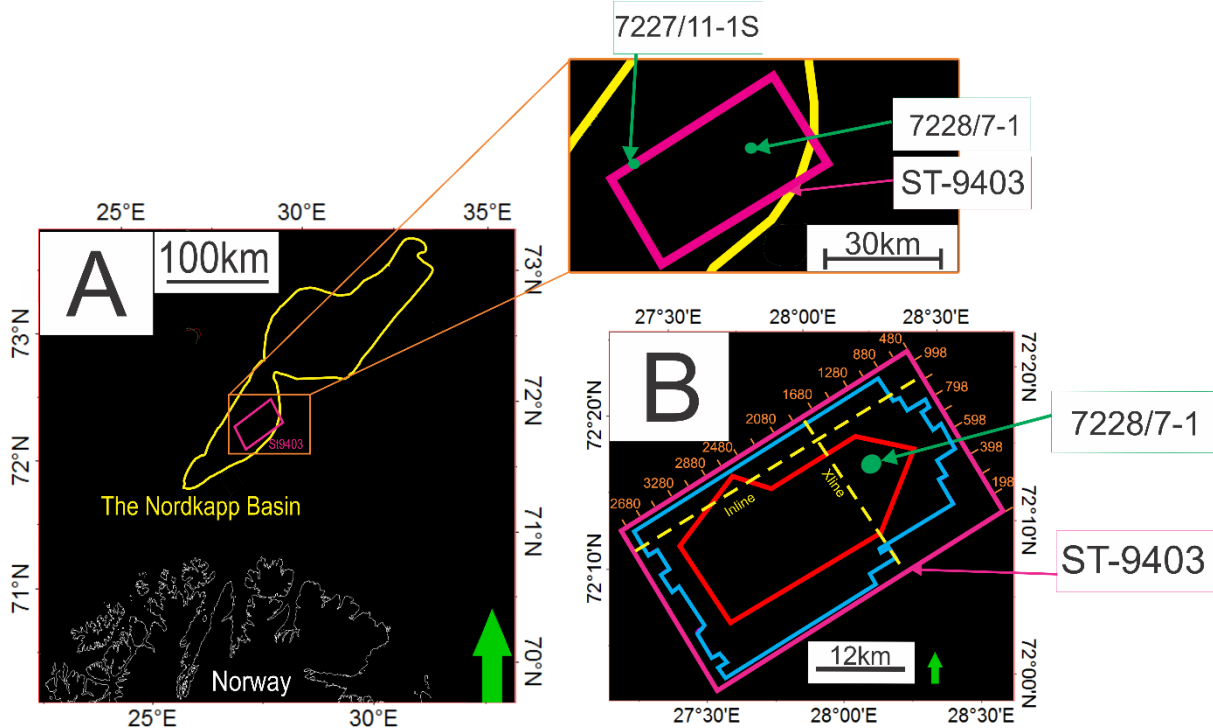 7227/11-1S
7228/7-1
ST-9403
30km
25°E
30°E
35°E
A
100km
73°N
73°N
72°N
72°N
St9403
The Nordkapp Basin
71°N
71°N
70°N
Norway
25°E
30°E
27°30'E
28°00'E
28°30'E
B
480
880
1280
1680
2080
2480
2880
3280
2680
998
798
598
398
198
72°20'N
72°20'N
72°10'N
72°10'N
72°00'N
Inline
Xline
7228/7-1
ST-9403
12km
27°30'E
28°00'E
28°30'E